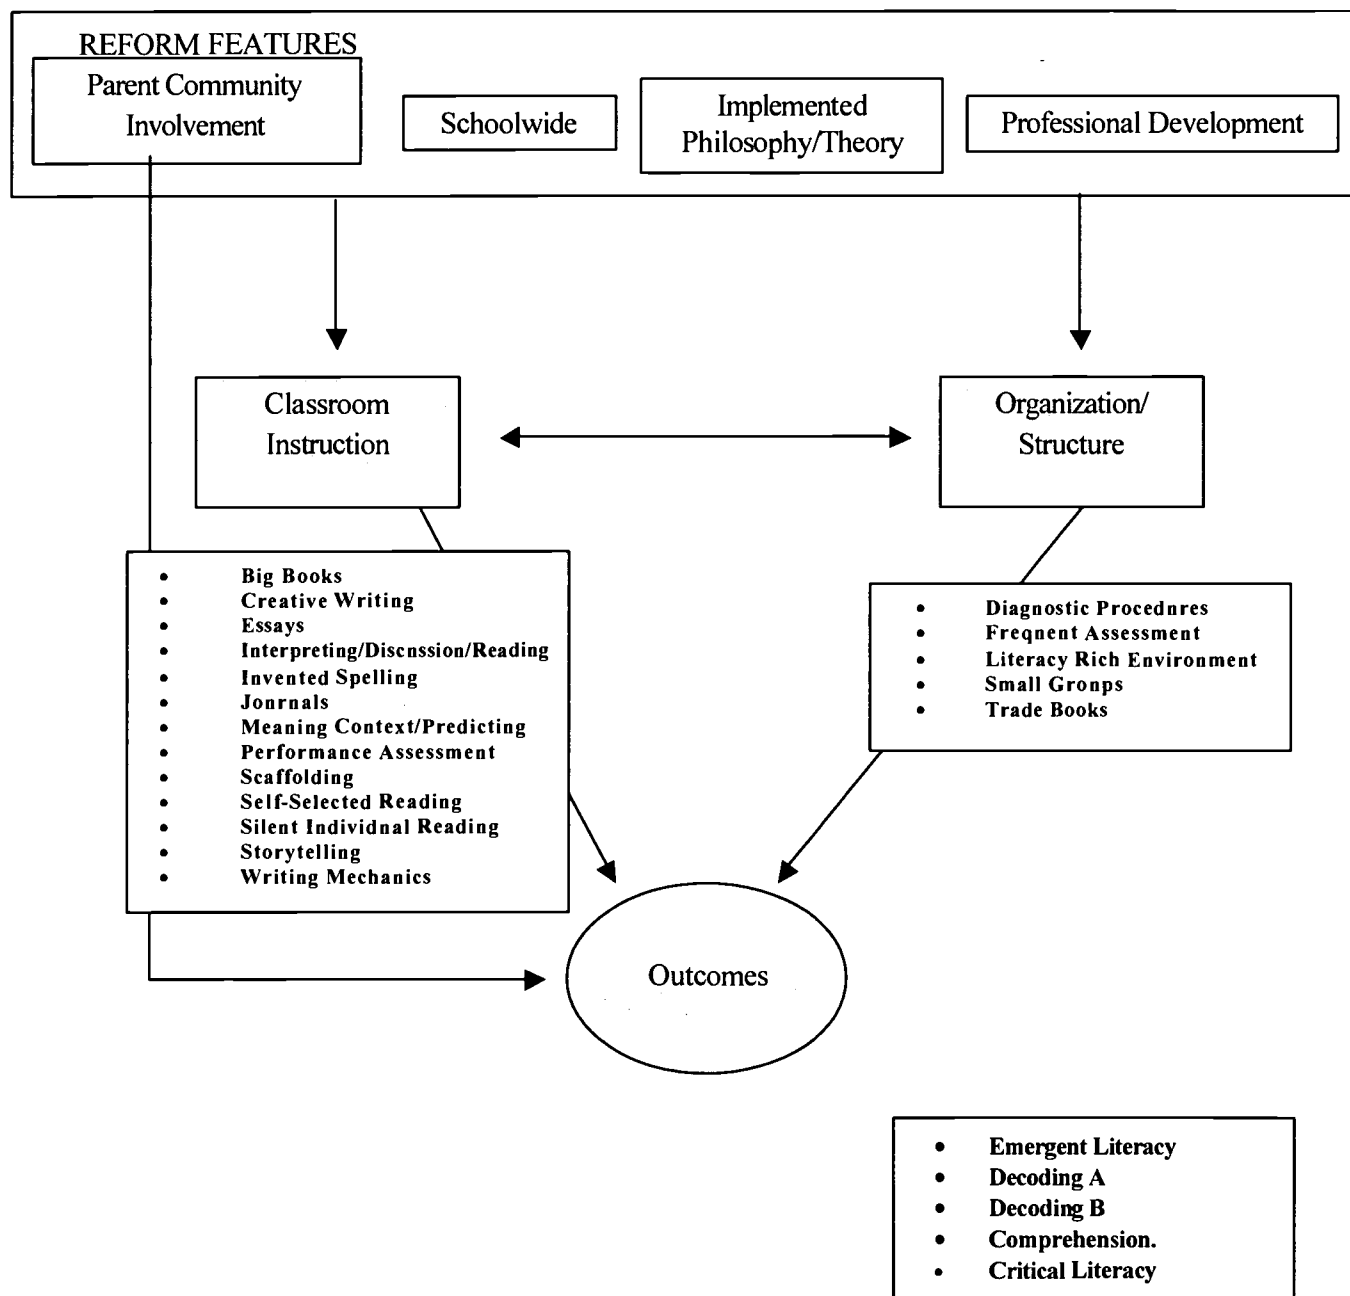 REFORM FEATURES
Parent Community
Involvement
Schoolwide
Implemented
Philosophy/Theory
Professional Development
Classroom
Instruction
Organization/
Structure
• Big Books
• Creative Writing
• Essays
• Interpreting/Discnssion/Reading
• Invented Spelling
• Jonrnals
• Meaning Context/Predicting
• Performance Assessment
• Scaffolding
• Self-Selected Reading
• Silent Individnal Reading
• Storytelling
• Writing Mechanics
• Diagnostic Procednres
• Freqnent Assessment
• Literacy Rich Environment
• Small Gronps
• Trade Books
Outcomes
• Emergent Literacy
• Decoding A
• Decoding B
• Comprehension.
• Critical Literacy